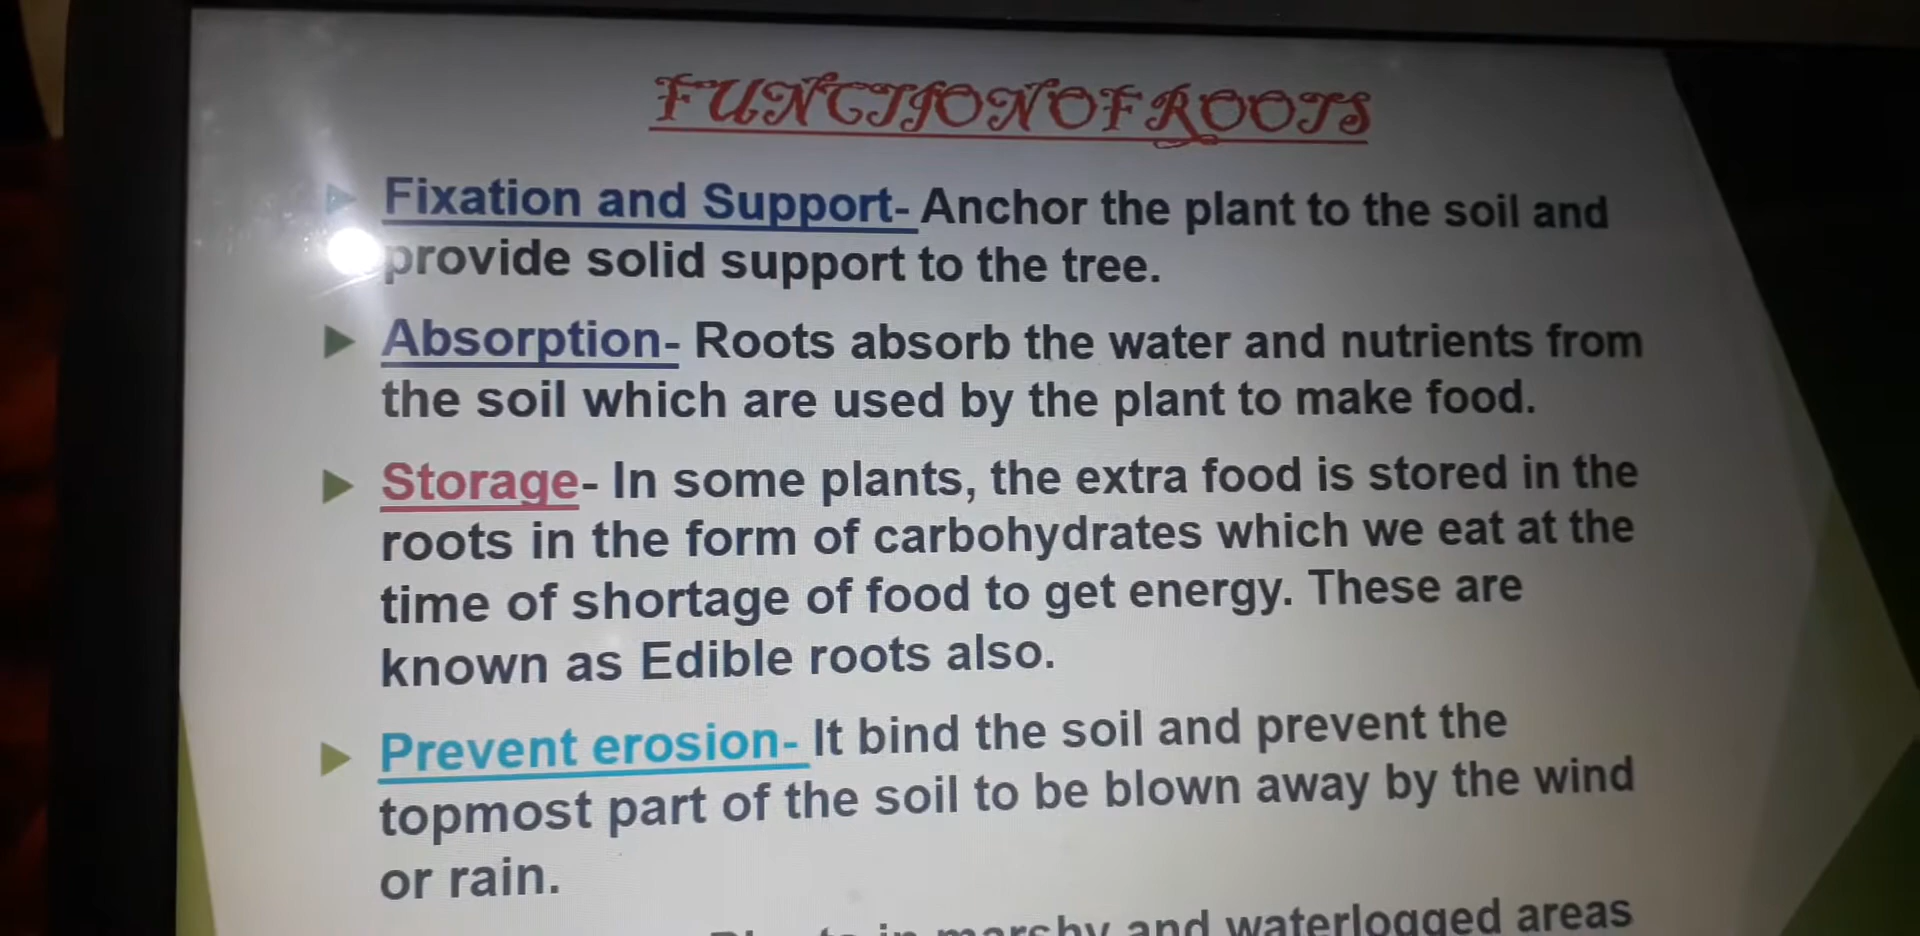 FUNCTION OF ROOTS
Fixation and Support- Anchor the plant to the soil and
provide solid support to the tree.
Absorption- Roots absorb the water and nutrients from
the soil which are used by the plant to make food.
Storage- In some plants, the extra food is stored in the
roots in the form of carbohydrates which we eat at the
time of shortage of food to get energy. These are
known as Edible roots also.
Prevent erosion- It bind the soil and prevent the
topmost part of the soil to be blown away by the wind
or rain.
in marshy and waterlogged areas